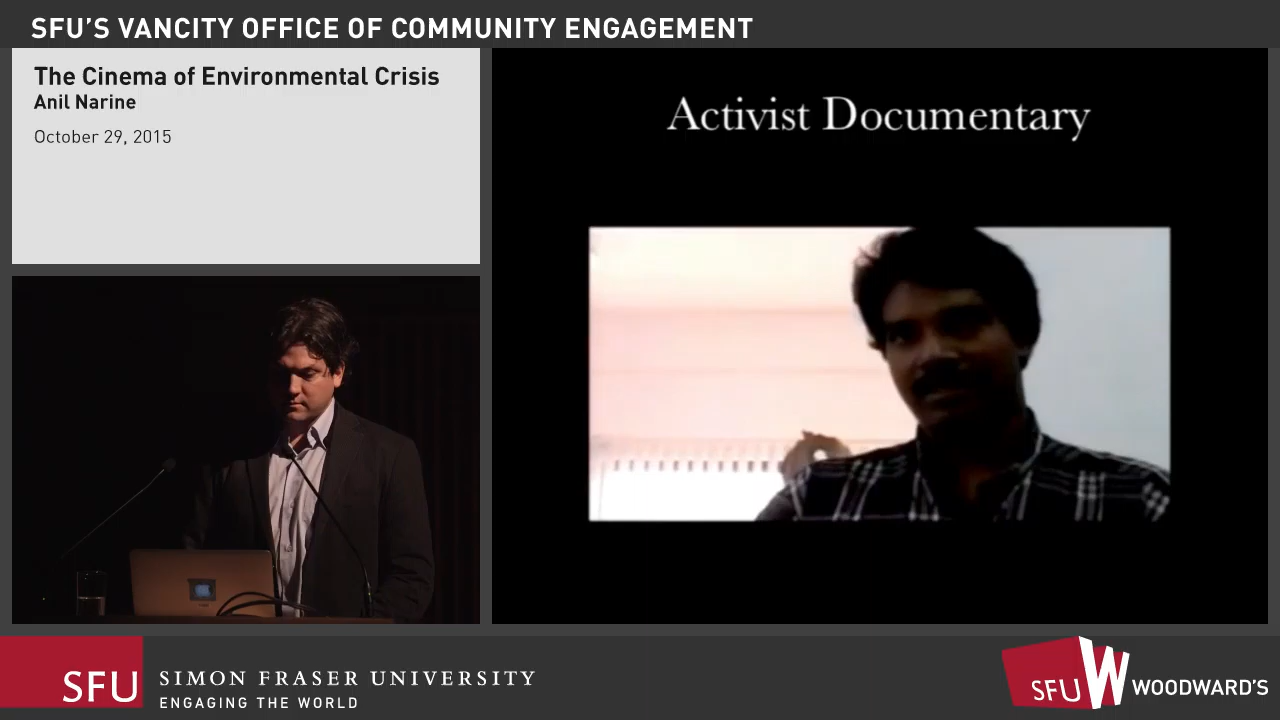 SFU'S VANCITY OFFICE OF COMMUNITY ENGAGEMENT
The Cinema of Environmental Crisis
Anil Narine
October 29, 2015
Activist Documentary
SFU
SIMON FRASER UNIVERSITY
ENGAGING THE WORLD
SFU W WOODWARD'S